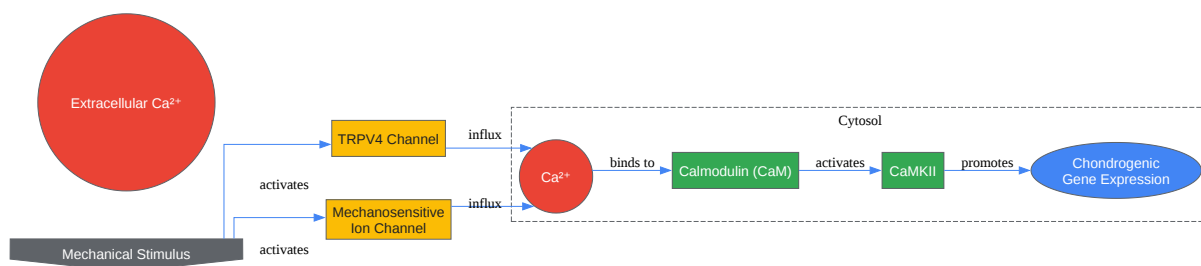 Extracellular Ca²⁺
Cytosol
TRPV4 Channel
influx
Ca²⁺
binds to
Calmodulin (CaM)
activates
CaMKII
promotes
Chondrogenic
Gene Expression
activates
Mechanosensitive
Ion Channel
influx
Mechanical Stimulus
activates